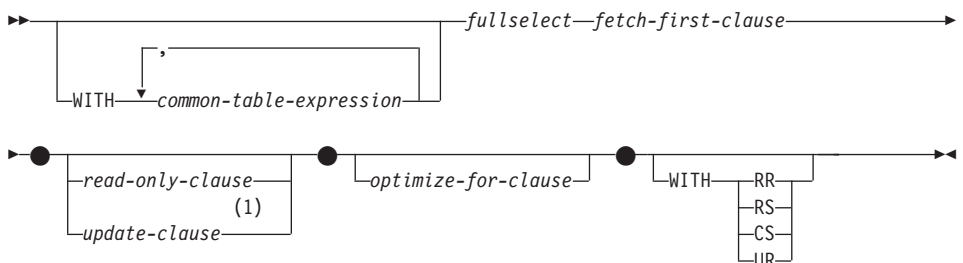 fullselect fetch-first-clause
,
WITH common-table-expression
read-only-clause optimize-for-clause WITH RR
(1) RS
update-clause CS
UR